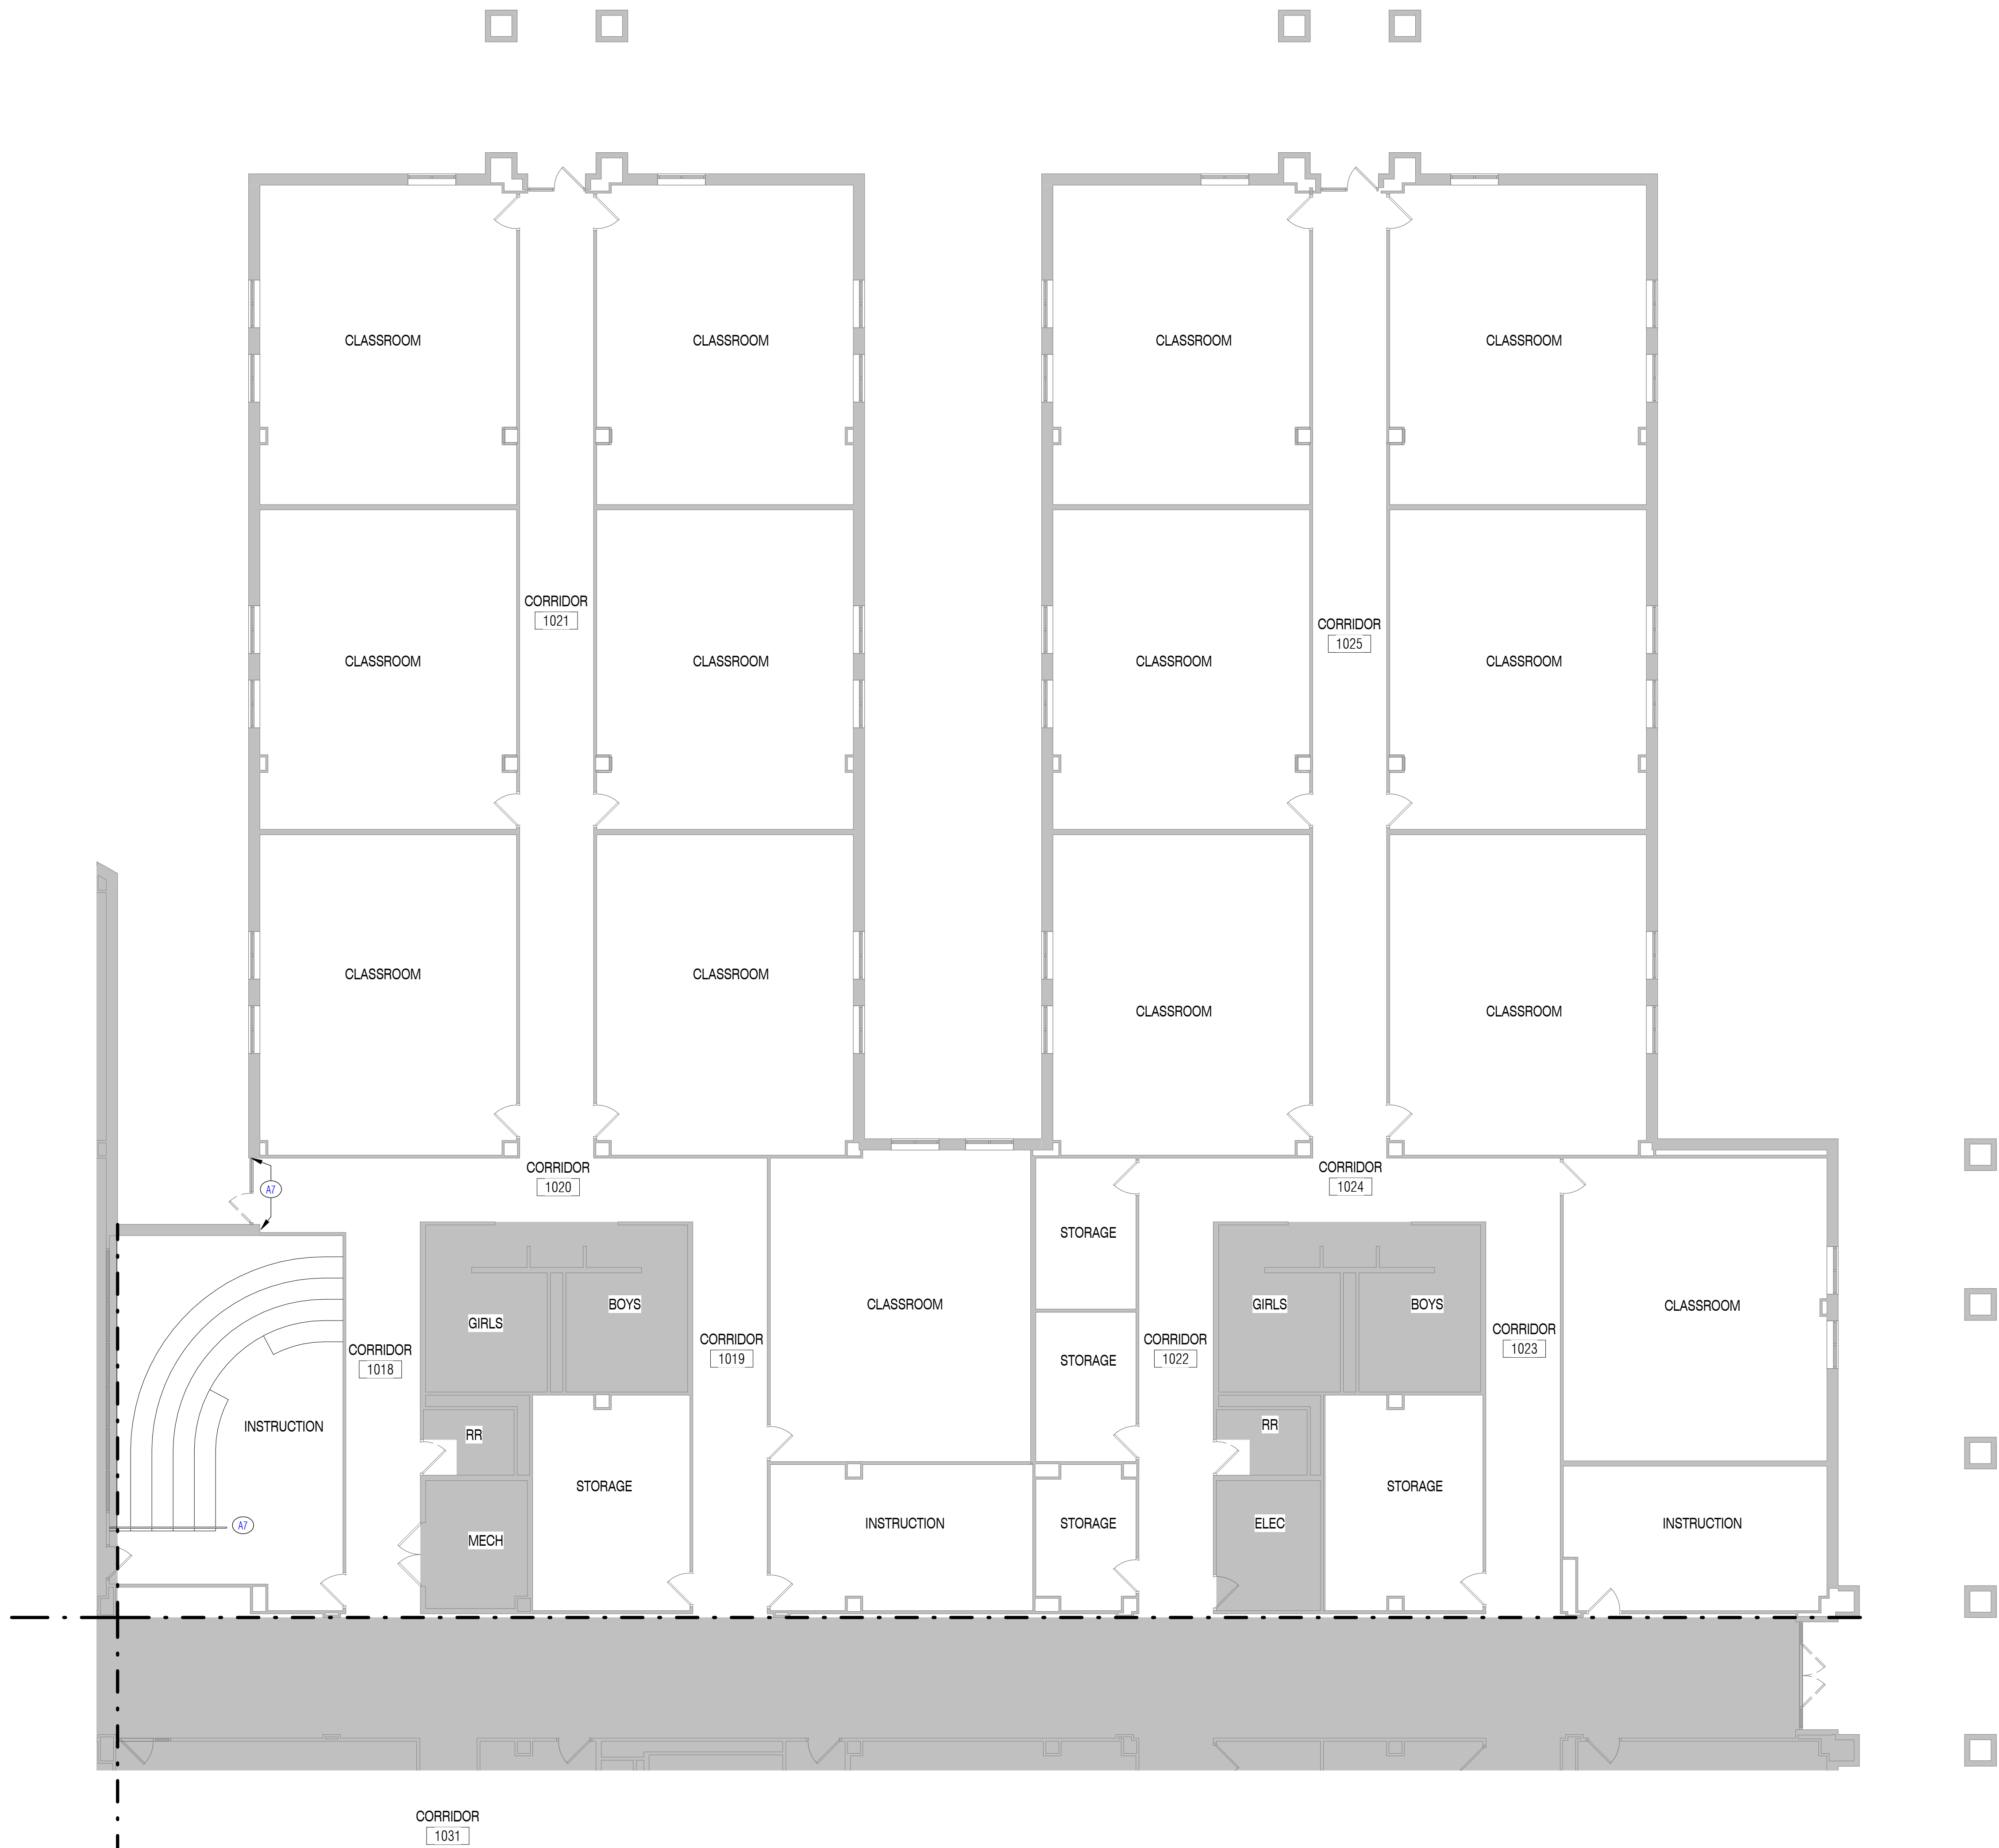 CLASSROOM
CLASSROOM
CLASSROOM
CLASSROOM
CORRIDOR
1021
CORRIDOR
1025
CLASSROOM
CLASSROOM
CLASSROOM
CLASSROOM
CLASSROOM
CLASSROOM
CLASSROOM
CLASSROOM
CORRIDOR
1020
CORRIDOR
1024
A7
STORAGE
GIRLS
BOYS
CLASSROOM
GIRLS
BOYS
CLASSROOM
CORRIDOR
1018
CORRIDOR
1019
STORAGE
CORRIDOR
1022
CORRIDOR
1023
INSTRUCTION
RR
RR
STORAGE
STORAGE
A7
MECH
INSTRUCTION
STORAGE
ELEC
INSTRUCTION
CORRIDOR
1031